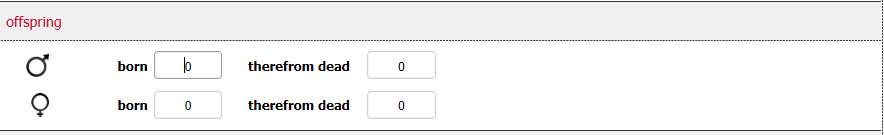 offspring
born 0 therefrom dead 0
born 0 therefrom dead 0